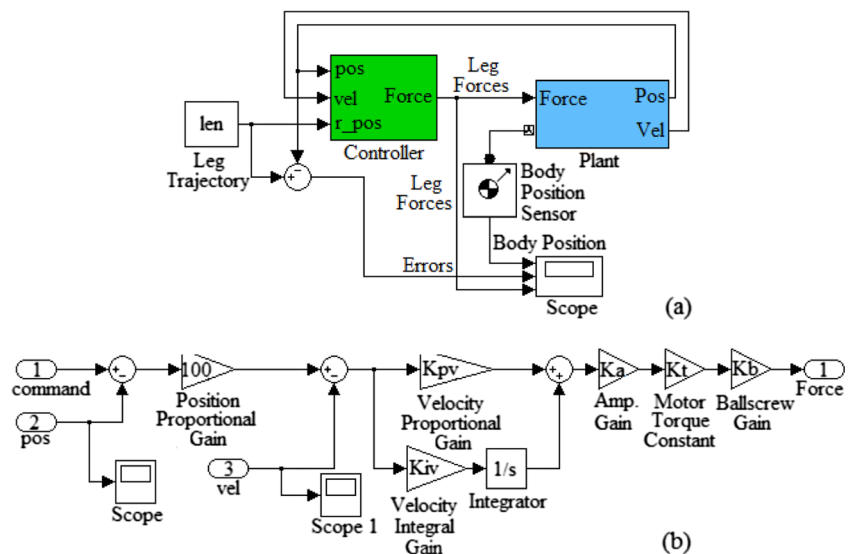 pos
vel
r_pos
Force
Controller
Leg
Forces
Force
Pos
Vel
Plant
len
Leg
Trajectory
+
−
Leg
Forces
Body
Position
Sensor
Body Position
Errors
Scope
(a)
1
command
2
pos
+
−
100
Position
Proportional
Gain
3
vel
+
−
Kpv
Velocity
Proportional
Gain
Kiv
Velocity
Integral
Gain
1/s
Integrator
+
+
Ka
Amp.
Gain
Kt
Motor
Torque
Constant
Kb
Ballscrew
Gain
1
Force
Scope
Scope 1
(b)